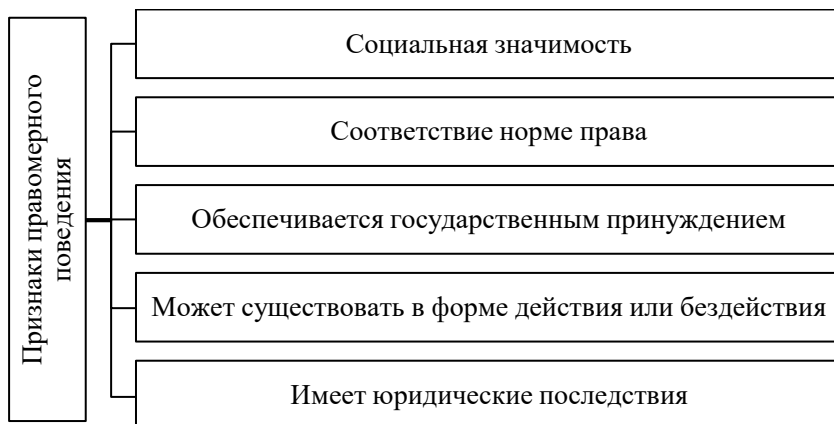 Признаки правомерного
поведения
Социальная значимость
Соответствие норме права
Обеспечивается государственным принуждением
Может существовать в форме действия или бездействия
Имеет юридические последствия